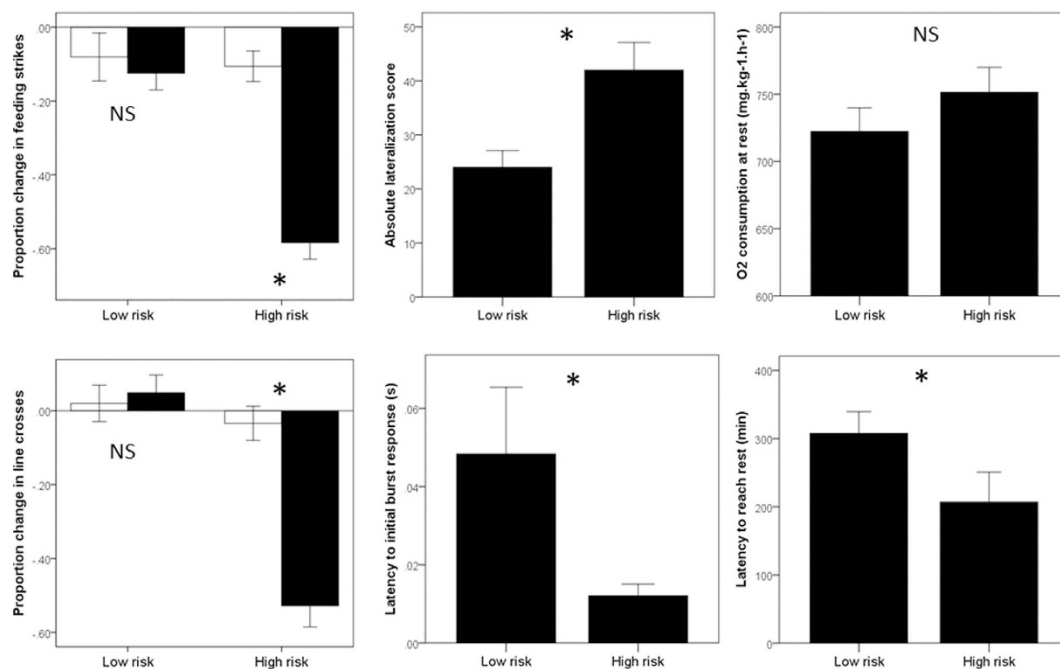 Proportion change in feeding strikes
.00
-.20
-.40
-.60
NS
*
Low risk
High risk
Absolute lateralization score
50
40
30
20
10
0
*
Low risk
High risk
O2 consumption at rest (mg.kg-1.h-1)
800
750
700
650
600
NS
Low risk
High risk
Proportion change in line crosses
.00
-.20
-.40
-.60
NS
*
Low risk
High risk
Latency to initial burst response (s)
.06
.04
.02
.00
*
Low risk
High risk
Latency to reach rest (min)
400
300
200
100
0
*
Low risk
High risk